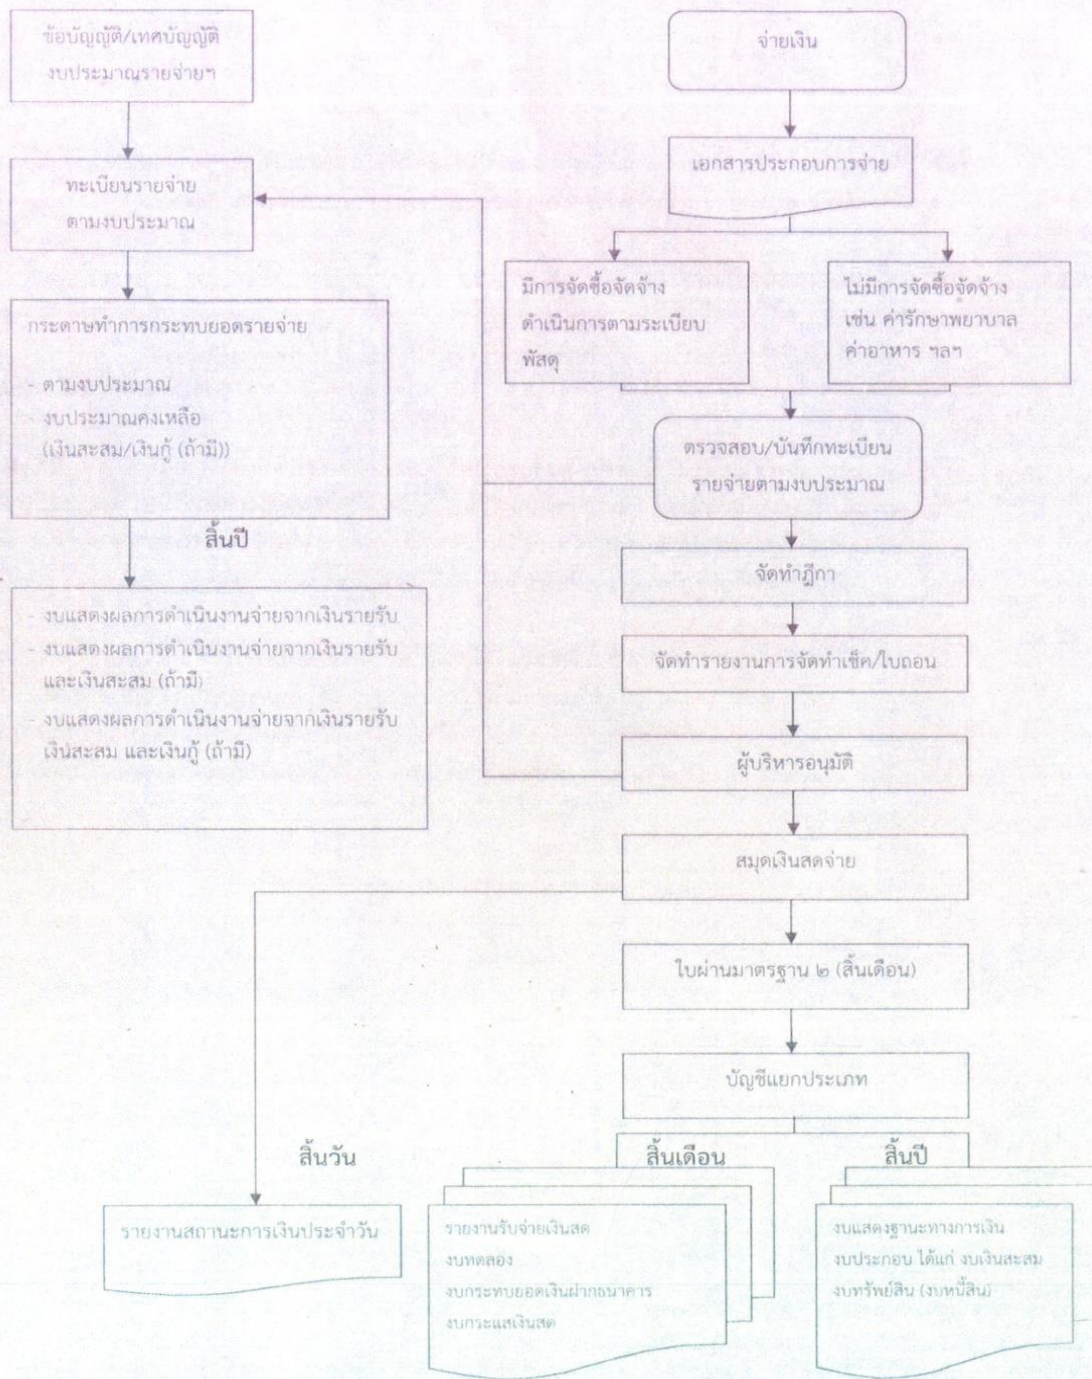 ข้อบัญญัติ/เทศบัญญัติ
งบประมาณรายจ่ายฯ
ทะเบียนรายจ่าย
ตามงบประมาณ
กระดาษทำการกระทบยอดรายจ่าย
- ตามงบประมาณ
- งบประมาณคงเหลือ
(เงินสะสม/เงินกู้ (ถ้ามี))
สิ้นปี
- งบแสดงผลการดำเนินงานจ่ายจากเงินรายรับ
- งบแสดงผลการดำเนินงานจ่ายจากเงินรายรับ
และเงินสะสม (ถ้ามี)
- งบแสดงผลการดำเนินงานจ่ายจากเงินรายรับ
เงินสะสม และเงินกู้ (ถ้ามี)
จ่ายเงิน
เอกสารประกอบการจ่าย
มีการจัดซื้อจัดจ้าง
ดำเนินการตามระเบียบ
พัสดุ
ไม่มีการจัดซื้อจัดจ้าง
เช่น ค่ารักษาพยาบาล
ค่าอาหาร ฯลฯ
ตรวจสอบ/บันทึกทะเบียน
รายจ่ายตามงบประมาณ
จัดทำฎีกา
จัดทำรายงานการจัดทำเช็ค/ใบถอน
ผู้บริหารอนุมัติ
สมุดเงินสดจ่าย
ใบผ่านมาตรฐาน ๒ (สิ้นเดือน)
บัญชีแยกประเภท
สิ้นวัน
รายงานสถานะการเงินประจำวัน
สิ้นเดือน
รายงานรับจ่ายเงินสด
งบทดลอง
งบกระทบยอดเงินฝากธนาคาร
งบกระแสเงินสด
สิ้นปี
งบแสดงฐานะทางการเงิน
งบประกอบ ได้แก่ งบเงินสะสม
งบทรัพย์สิน (งบหนี้สิน)